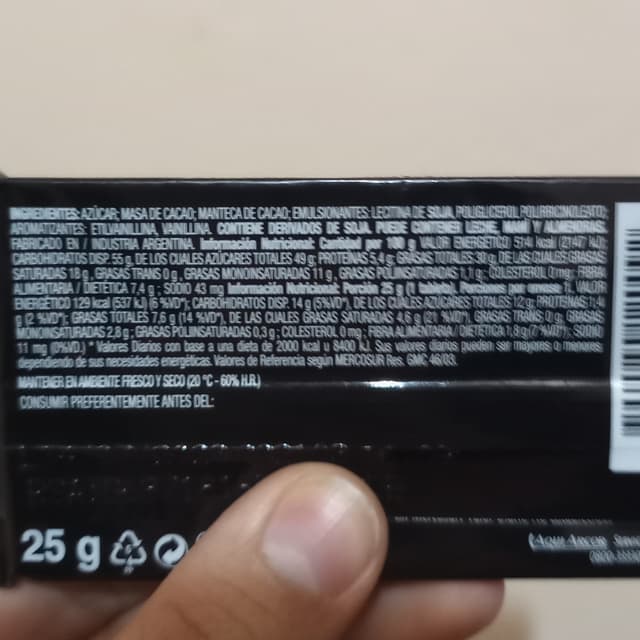 INGREDIENTES: AZÚCAR; MASA DE CACAO; MANTECA DE CACAO; EMULSIONANTES: LECITINA DE SOJA, POLIGLICEROL POLIRRICINOLEATO;
AROMATIZANTES: ETILVAINILLINA, VAINILLINA. CONTIENE DERIVADOS DE SOJA. PUEDE CONTENER LECHE, MANÍ Y ALMENDRAS.
FABRICADO EN / INDUSTRIA ARGENTINA. Información Nutricional: Cantidad por 100 g. VALOR ENERGÉTICO 514 kcal (2147 kJ)
CARBOHIDRATOS DISP. 55 g, DE LOS CUALES AZÚCARES TOTALES 49 g; PROTEÍNAS 5,4 g; GRASAS TOTALES 30 g, DE LAS CUALES GRASAS
SATURADAS 18 g, GRASAS TRANS 0 g, GRASAS MONOINSATURADAS 11 g, GRASAS POLIINSATURADAS 1,1 g, COLESTEROL 0 mg; FIBRA
ALIMENTARIA / DIETÉTICA 7,4 g; SODIO 43 mg Información Nutricional: Porción 25 g (1 tableta). VALOR
ENERGÉTICO 129 kcal (537 kJ) (6 %VD*); CARBOHIDRATOS DISP. 14 g (5%VD*), DE LOS CUALES AZÚCARES TOTALES 12 g; PROTEÍNAS 1,4
g (2 %VD*); GRASAS TOTALES 7,6 g (14 %VD*), DE LAS CUALES GRASAS SATURADAS 4,6 g (21 %VD*), GRASAS TRANS 0 g, GRASAS
MONOINSATURADAS 2,8 g, GRASAS POLIINSATURADAS 0,3 g; COLESTEROL 0 mg; FIBRA ALIMENTARIA / DIETÉTICA 1,8 g (7 %VD*); SODIO
11 mg (0%VD). * Valores Diarios con base a una dieta de 2000 kcal u 8400 kJ. Sus valores diarios pueden ser mayores o menores
dependiendo de sus necesidades energéticas. Valores de Referencia según MERCOSUR Res. GMC 46/03.
MANTENER EN AMBIENTE FRESCO Y SECO (20 °C - 60% H.R.)
CONSUMIR PREFERENTEMENTE ANTES DEL:
25 g